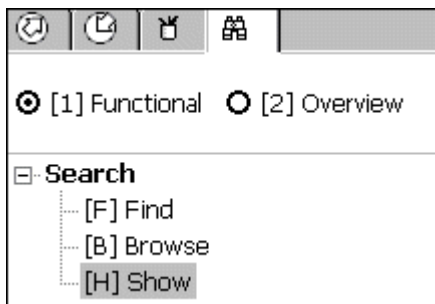 [1] Functional [2] Overview
Search
[F] Find
[B] Browse
[H] Show